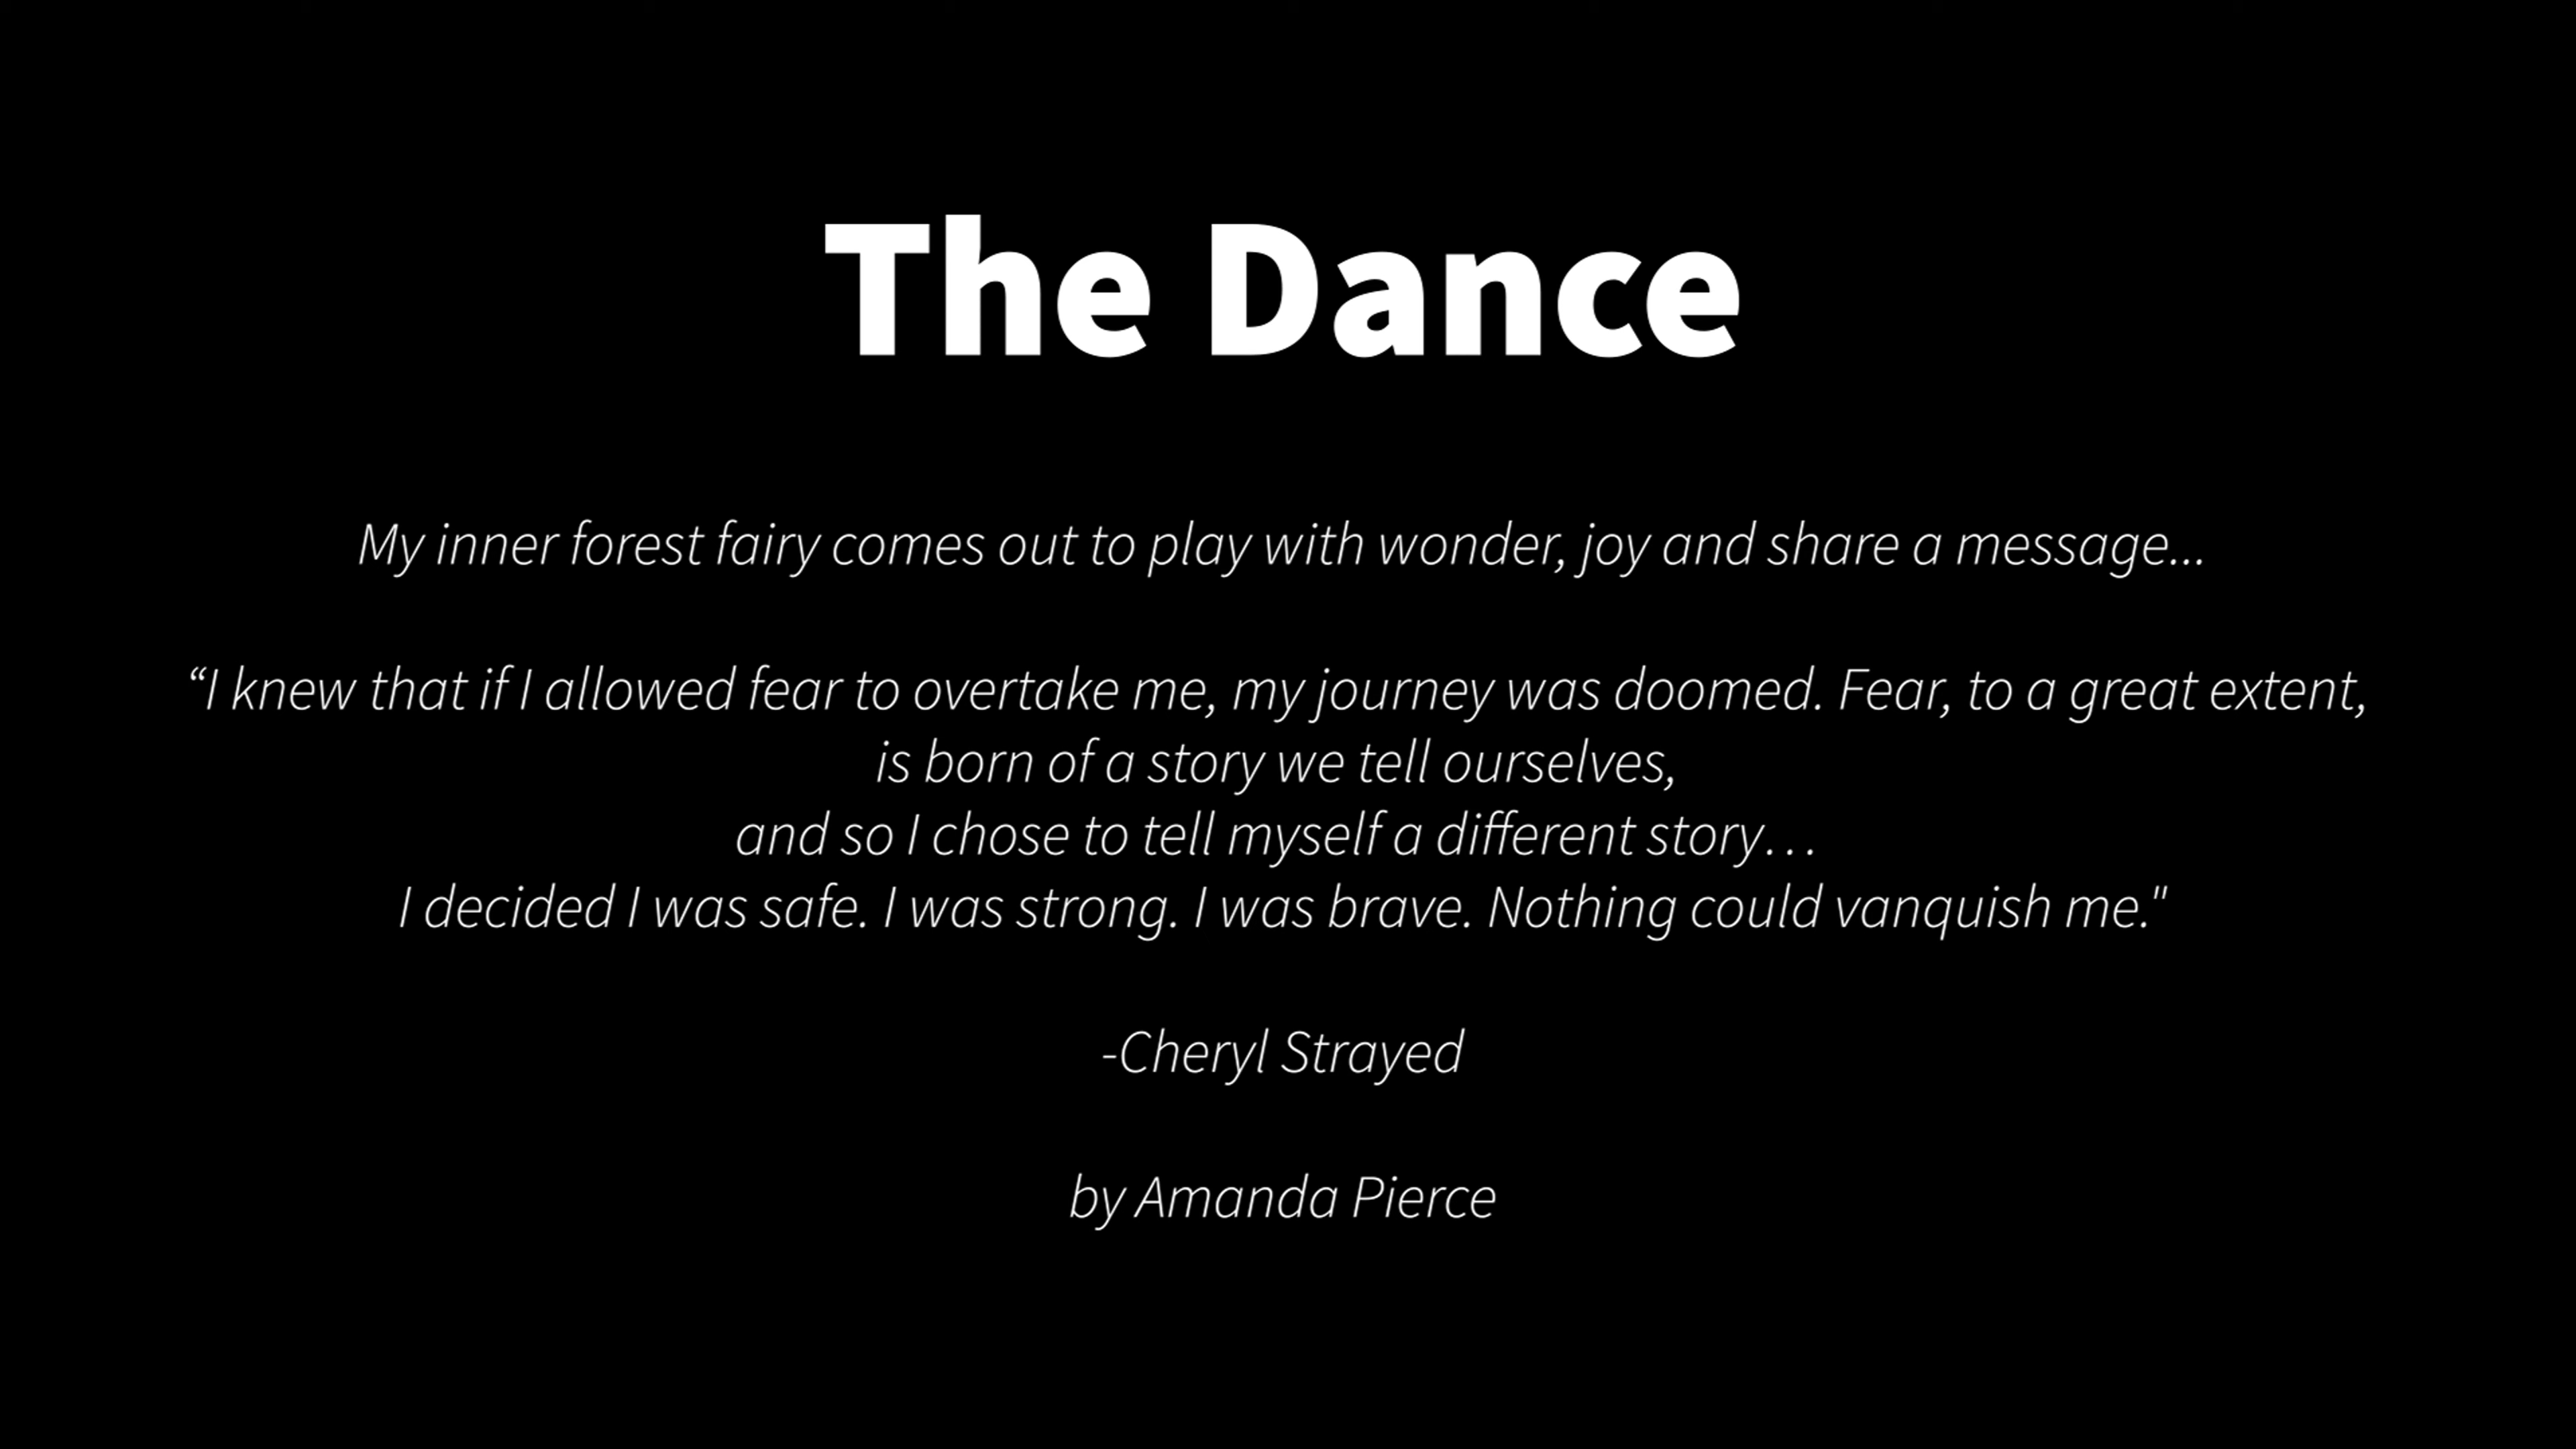 The Dance
My inner forest fairy comes out to play with wonder, joy and share a message...
“I knew that if I allowed fear to overtake me, my journey was doomed. Fear, to a great extent,
is born of a story we tell ourselves,
and so I chose to tell myself a different story…
I decided I was safe. I was strong. I was brave. Nothing could vanquish me."
-Cheryl Strayed
by Amanda Pierce